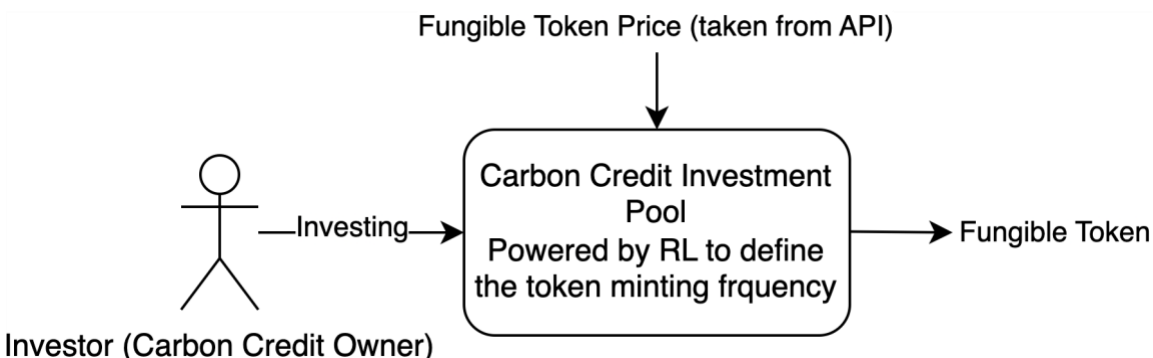 Fungible Token Price (taken from API)
Carbon Credit Investment
Pool
Powered by RL to define
the token minting frquency
Investing
Fungible Token
Investor (Carbon Credit Owner)